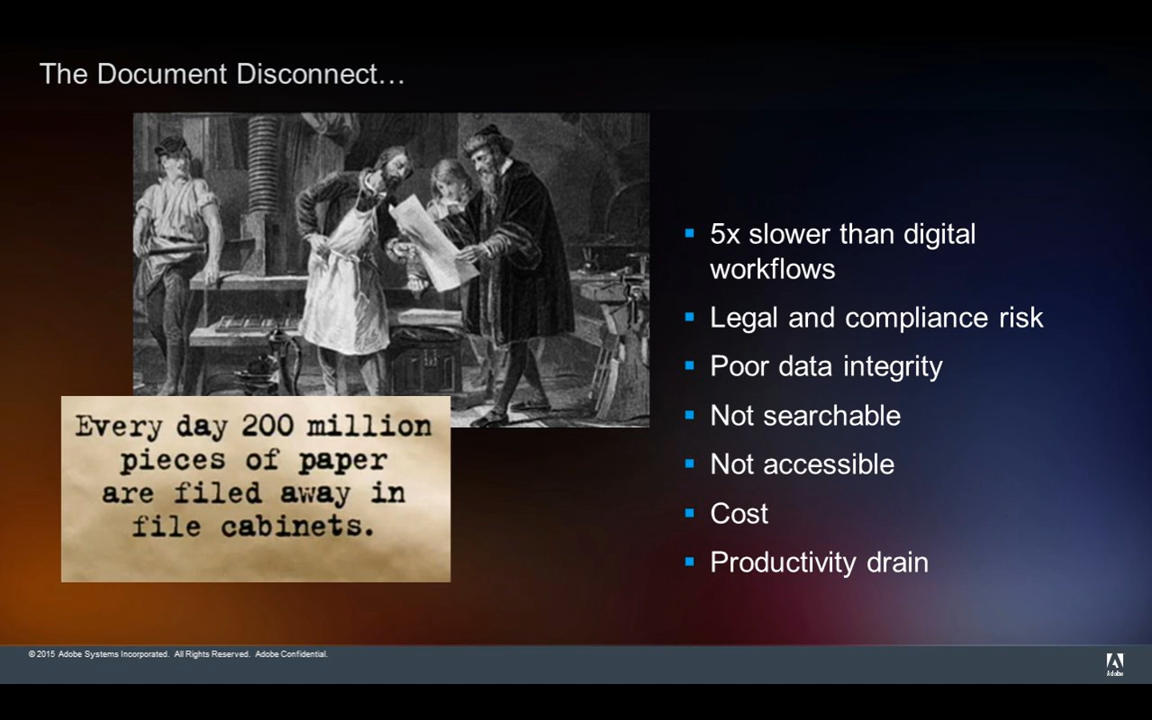 The Document Disconnect…
Every day 200 million
pieces of paper
are filed away in
file cabinets.
5x slower than digital
workflows
Legal and compliance risk
Poor data integrity
Not searchable
Not accessible
Cost
Productivity drain
© 2015 Adobe Systems Incorporated. All Rights Reserved. Adobe Confidential.
Adobe